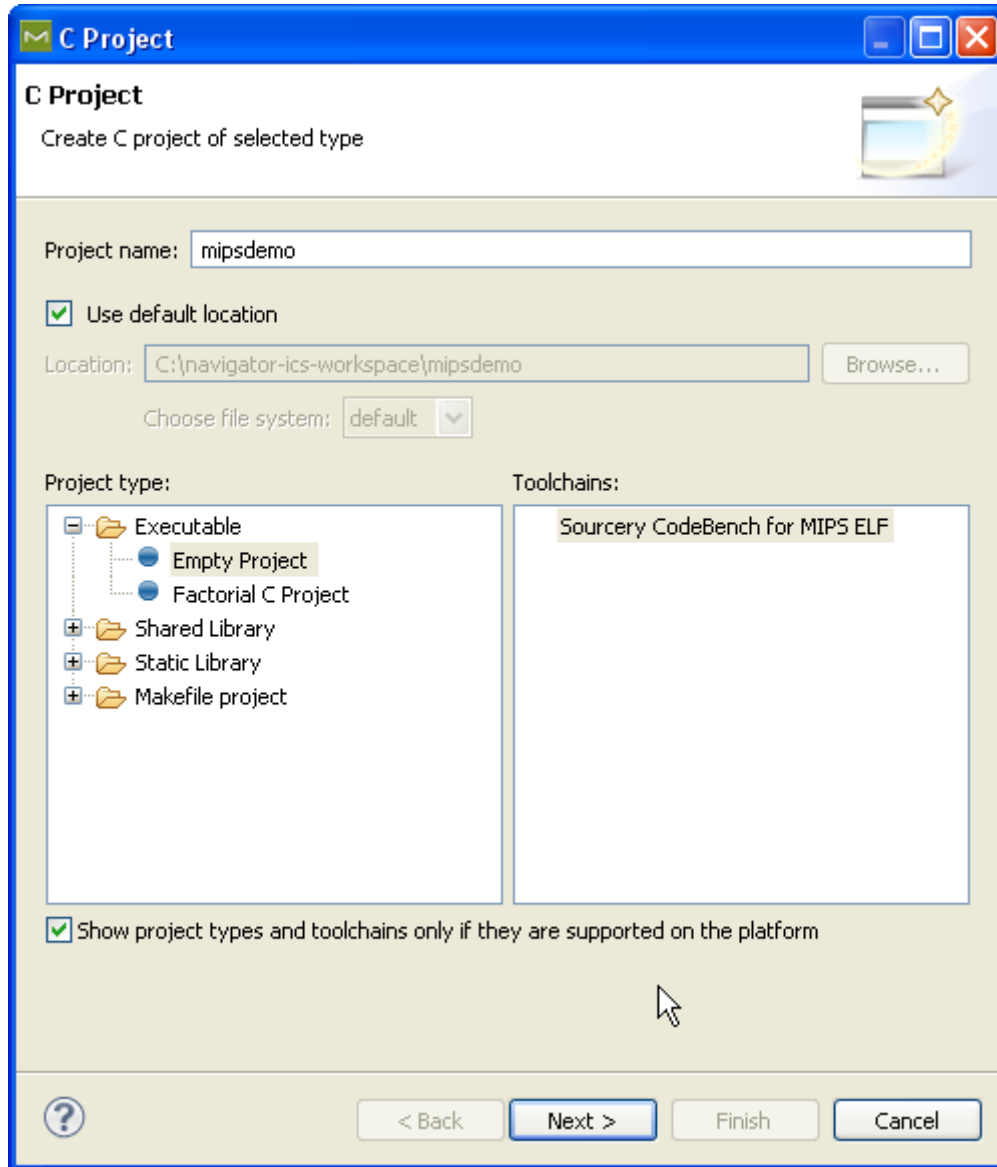 C Project
C Project
Create C project of selected type
Project name: mipsdemo
Use default location
Location: C:\navigator-ics-workspace\mipsdemo Browse...
Choose file system: default
Project type: Toolchains:
Executable Sourcery CodeBench for MIPS ELF
Empty Project
Factorial C Project
Shared Library
Static Library
Makefile project
Show project types and toolchains only if they are supported on the platform
? < Back Next > Finish Cancel